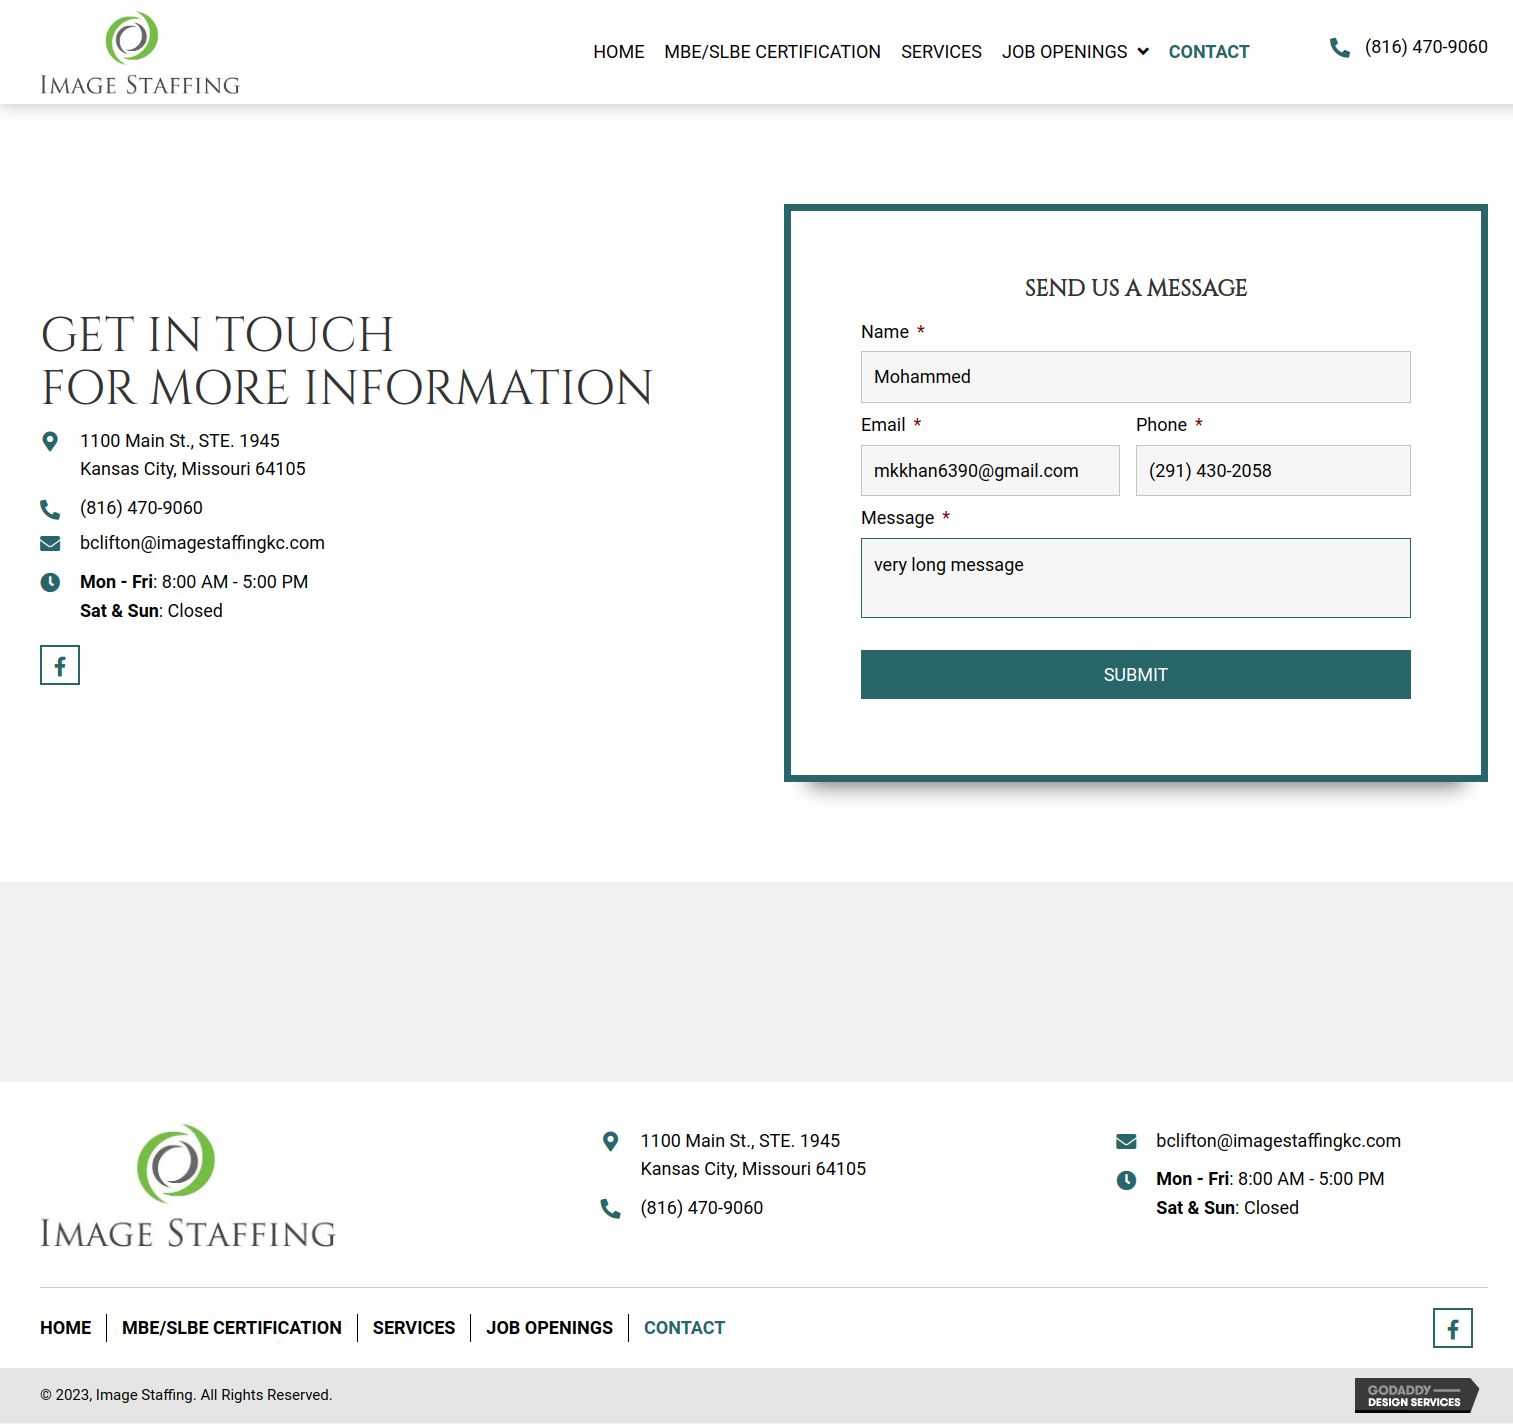 IMAGE STAFFING
HOME MBE/SLBE CERTIFICATION SERVICES JOB OPENINGS CONTACT
(816) 470-9060
GET IN TOUCH
FOR MORE INFORMATION
1100 Main St., STE. 1945
Kansas City, Missouri 64105
(816) 470-9060
bclifton@imagestaffingkc.com
Mon - Fri: 8:00 AM - 5:00 PM
Sat & Sun: Closed
SEND US A MESSAGE
Name *
Mohammed
Email * Phone *
mkkhan6390@gmail.com (291) 430-2058
Message *
very long message
SUBMIT
IMAGE STAFFING
1100 Main St., STE. 1945
Kansas City, Missouri 64105
(816) 470-9060
bclifton@imagestaffingkc.com
Mon - Fri: 8:00 AM - 5:00 PM
Sat & Sun: Closed
HOME MBE/SLBE CERTIFICATION SERVICES JOB OPENINGS CONTACT
© 2023, Image Staffing. All Rights Reserved.
GODADDY
DESIGN SERVICES